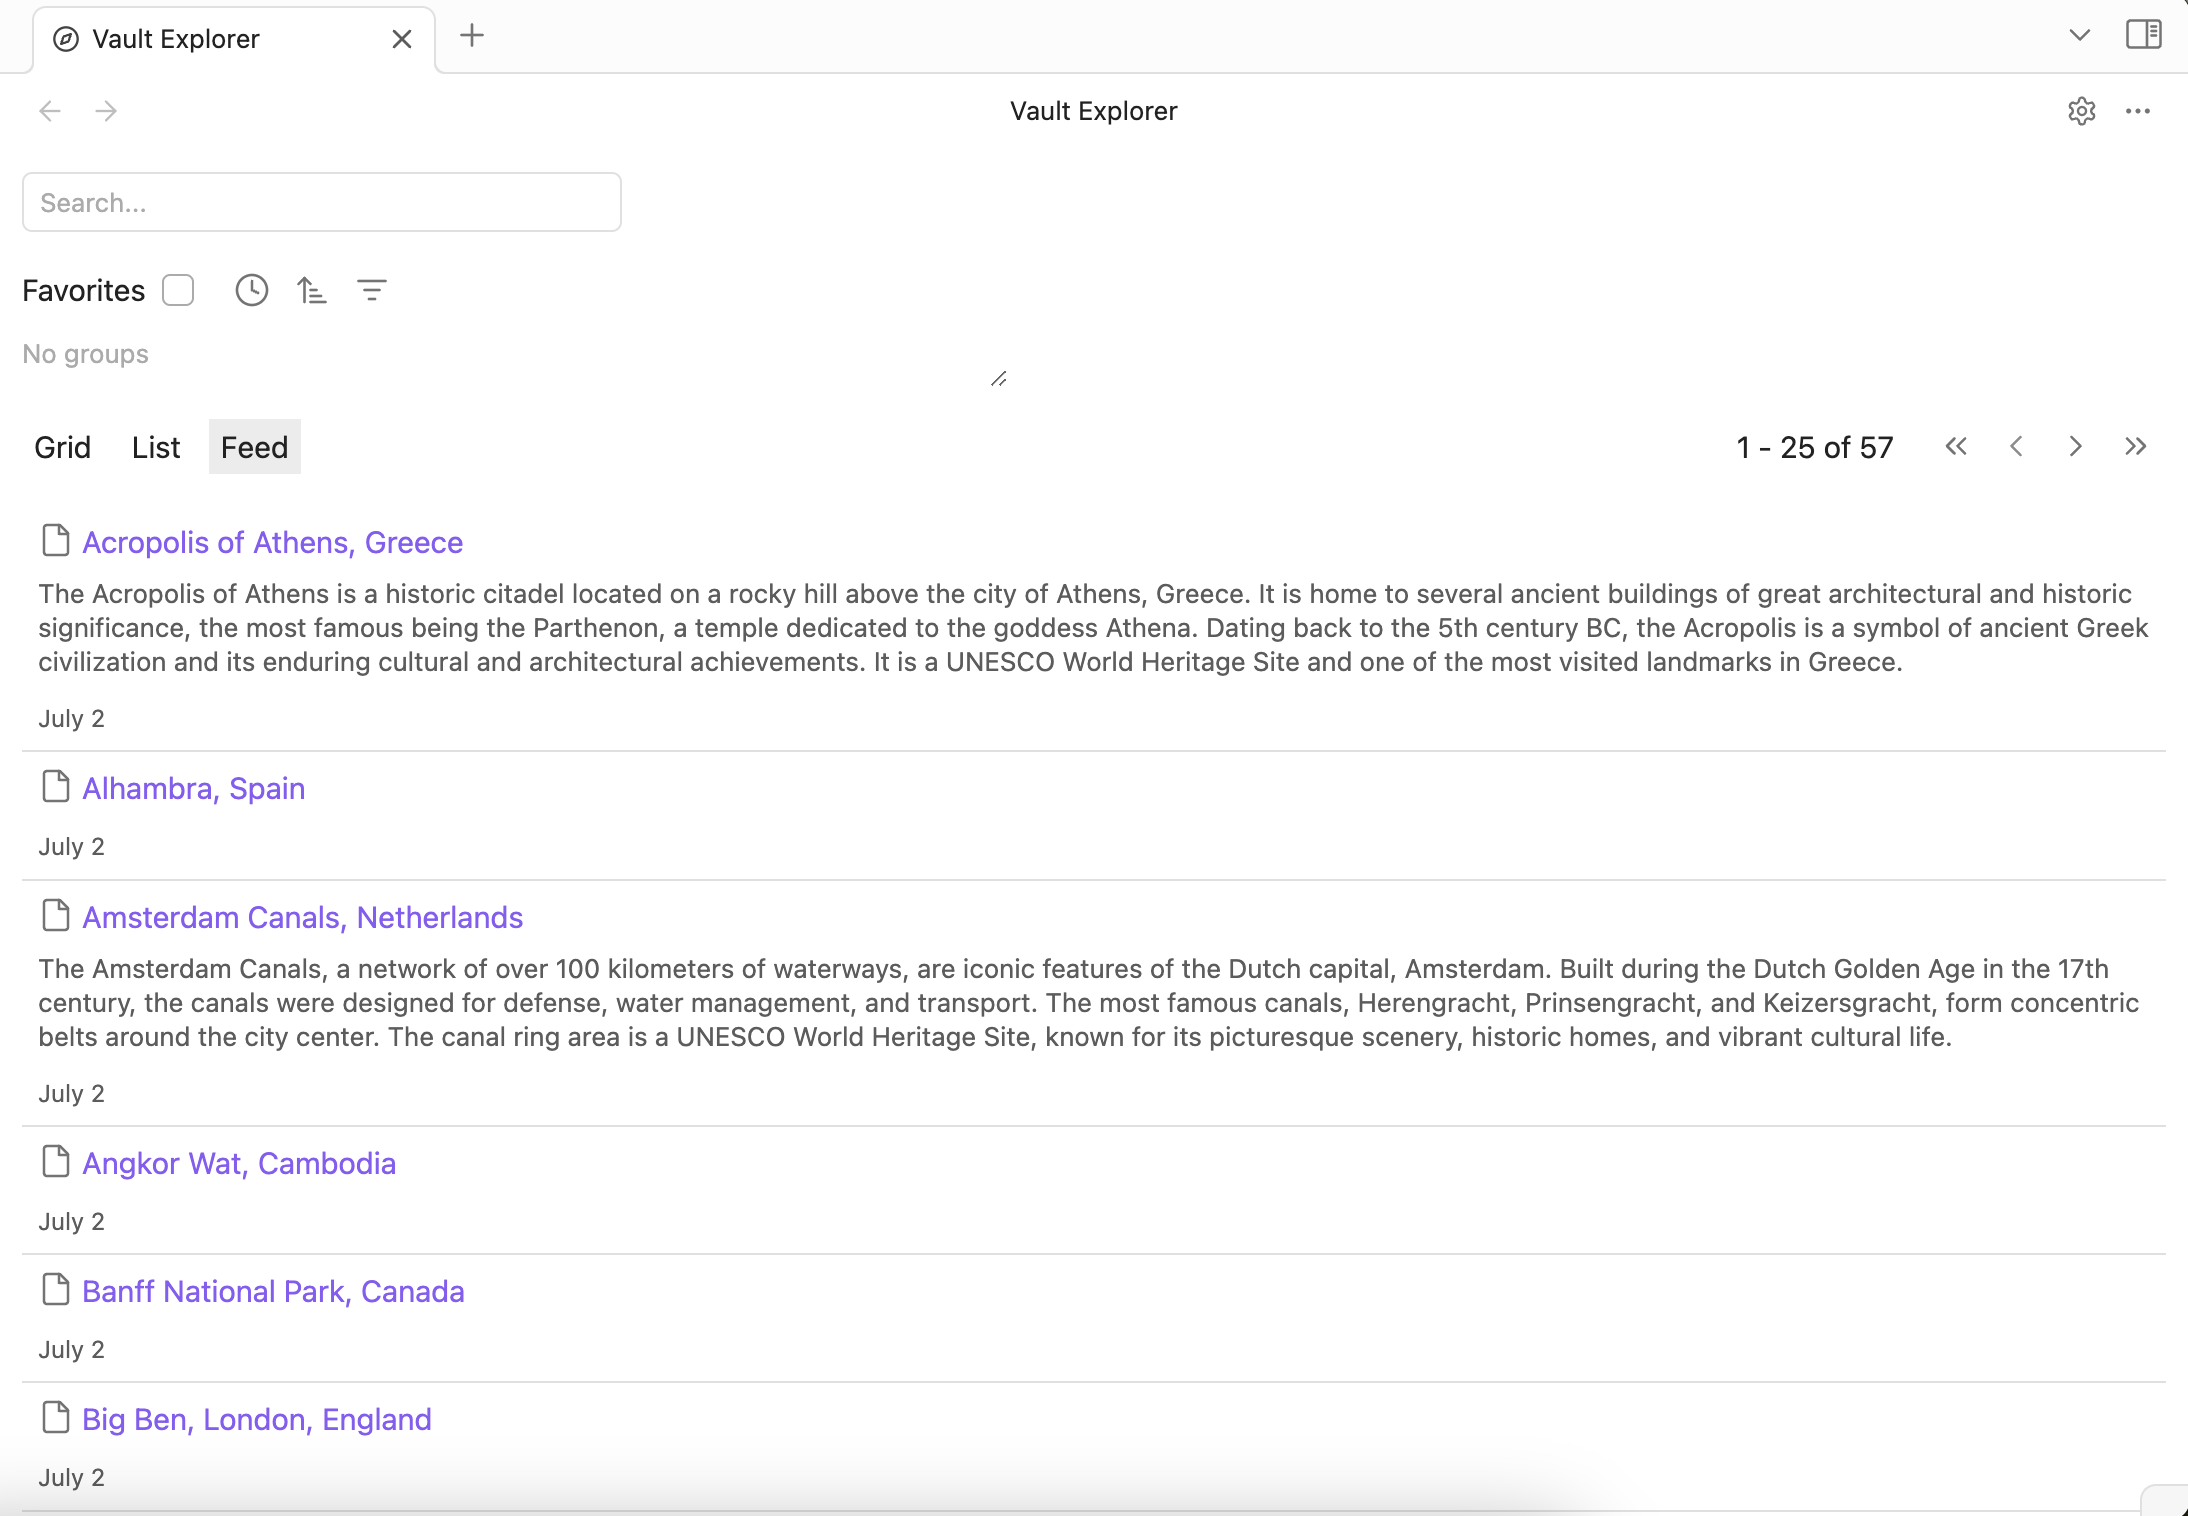 Vault Explorer
Vault Explorer
Search...
Favorites
No groups
Grid List Feed 1 - 25 of 57
Acropolis of Athens, Greece
The Acropolis of Athens is a historic citadel located on a rocky hill above the city of Athens, Greece. It is home to several ancient buildings of great architectural and historic
significance, the most famous being the Parthenon, a temple dedicated to the goddess Athena. Dating back to the 5th century BC, the Acropolis is a symbol of ancient Greek
civilization and its enduring cultural and architectural achievements. It is a UNESCO World Heritage Site and one of the most visited landmarks in Greece.
July 2
Alhambra, Spain
July 2
Amsterdam Canals, Netherlands
The Amsterdam Canals, a network of over 100 kilometers of waterways, are iconic features of the Dutch capital, Amsterdam. Built during the Dutch Golden Age in the 17th
century, the canals were designed for defense, water management, and transport. The most famous canals, Herengracht, Prinsengracht, and Keizersgracht, form concentric
belts around the city center. The canal ring area is a UNESCO World Heritage Site, known for its picturesque scenery, historic homes, and vibrant cultural life.
July 2
Angkor Wat, Cambodia
July 2
Banff National Park, Canada
July 2
Big Ben, London, England
July 2